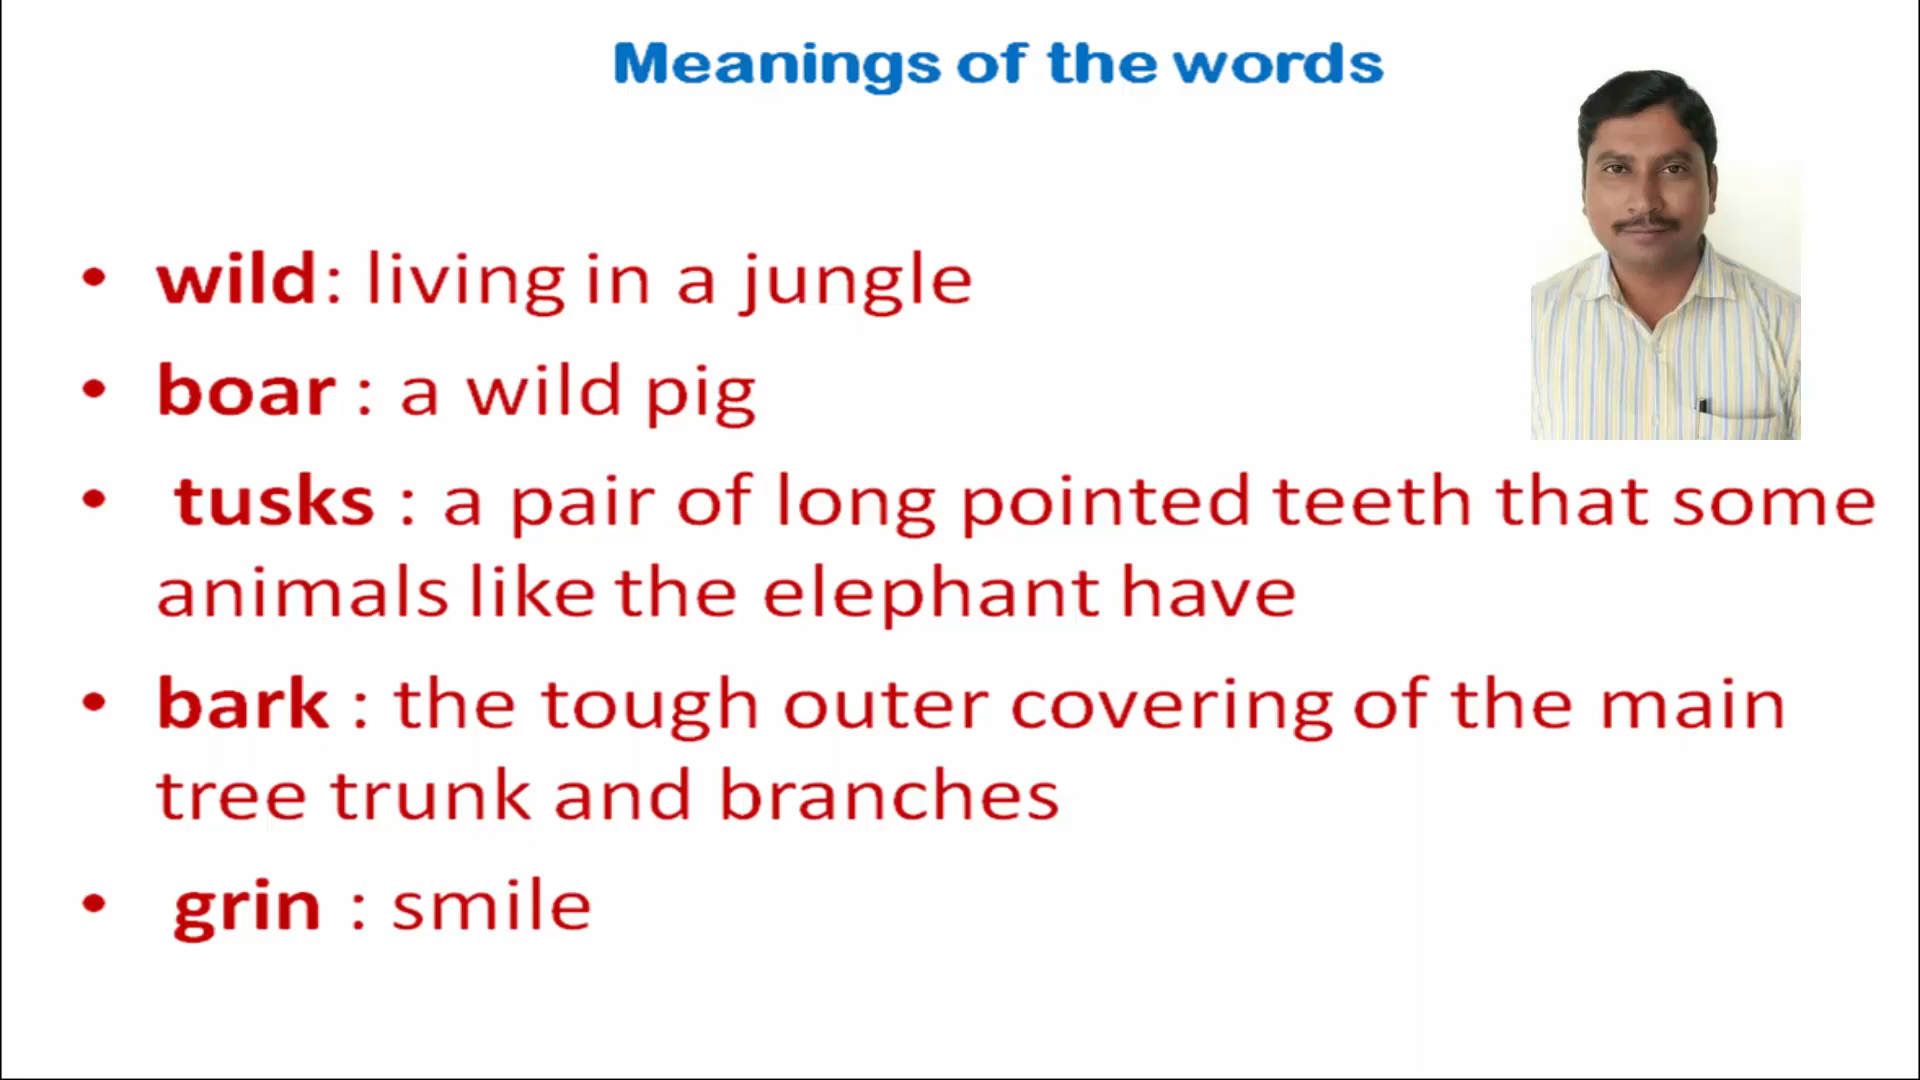 Meanings of the words
• wild: living in a jungle
• boar : a wild pig
• tusks : a pair of long pointed teeth that some
animals like the elephant have
• bark : the tough outer covering of the main
tree trunk and branches
• grin : smile